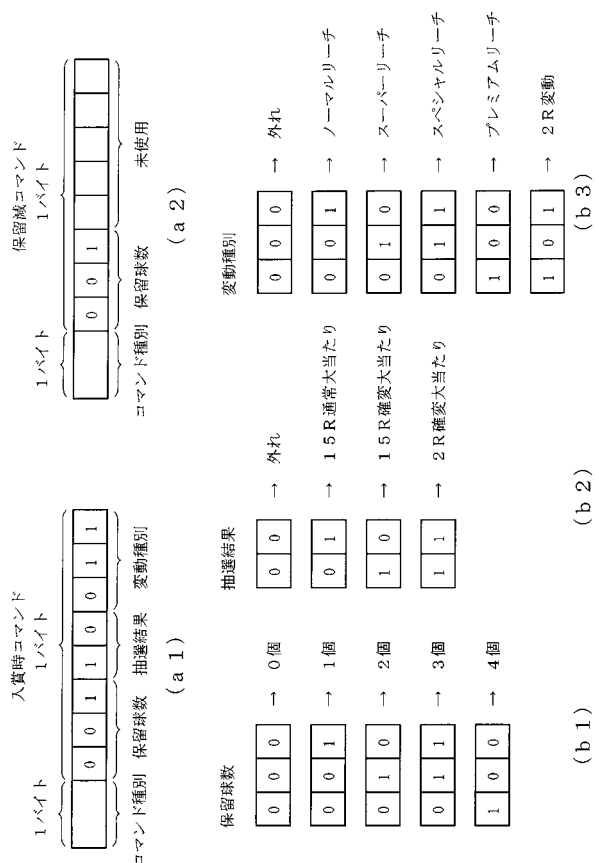 入賞時コマンド
1バイト 1バイト
0 0 1 1 0 0 1 1
コマンド種別 保留球数 抽選結果 変動種別
(a1)
保留減コマンド
1バイト 1バイト
0 0 1
コマンド種別 保留球数 未使用
(a2)
保留球数
0 0 0 → 0個
0 0 1 → 1個
0 1 0 → 2個
0 1 1 → 3個
1 0 0 → 4個
(b1)
抽選結果
0 0 → 外れ
0 1 → 15R通常大当たり
1 0 → 15R確変大当たり
1 1 → 2R確変大当たり
(b2)
変動種別
0 0 0 → 外れ
0 0 1 → ノーマルリーチ
0 1 0 → スーパーリーチ
0 1 1 → スペシャルリーチ
1 0 0 → プレミアムリーチ
1 0 1 → 2R変動
(b3)